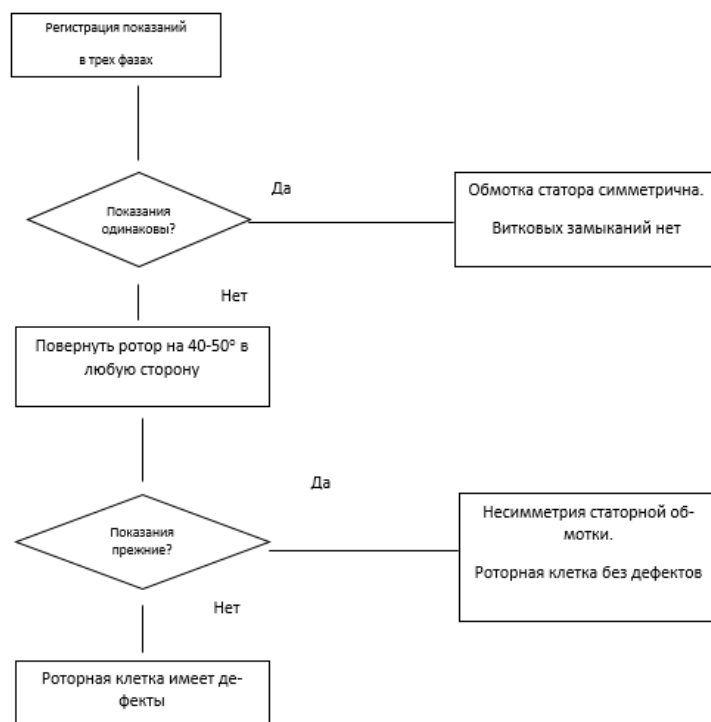 Регистрация показаний
в трех фазах
Да
Показания
одинаковы?
Обмотка статора симметрична.
Витковых замыканий нет
Нет
Повернуть ротор на 40-50° в
любую сторону
Да
Показания
прежние?
Несимметрия статорной об-
мотки.
Роторная клетка без дефектов
Нет
Роторная клетка имеет де-
фекты